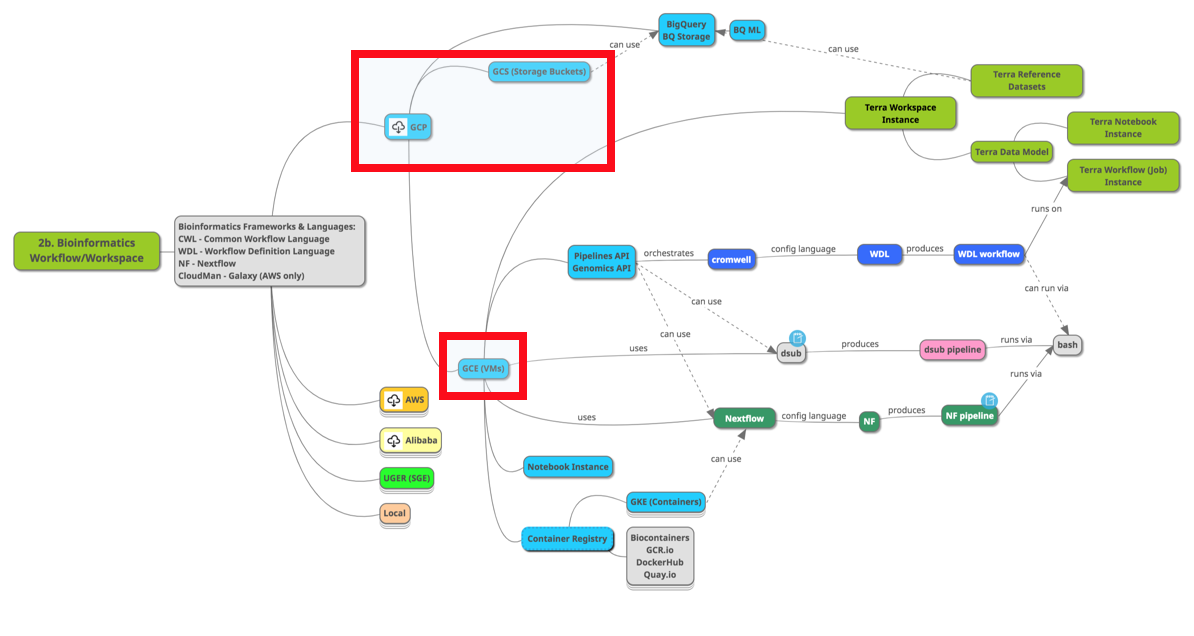 BigQuery
BQ Storage
BQ ML
can use
can use
GCS (Storage Buckets)
Terra Reference
Datasets
Terra Workspace
Instance
GCP
Terra Notebook
Instance
Terra Data Model
Terra Workflow (Job)
Instance
runs on
2b. Bioinformatics
Workflow/Workspace
Bioinformatics Frameworks & Languages:
CWL - Common Workflow Language
WDL - Workflow Definition Language
NF - Nextflow
CloudMan - Galaxy (AWS only)
Pipelines API
Genomics API
orchestrates
cromwell
config language
WDL
produces
WDL workflow
can use
can run via
can use
uses
dsub
produces
dsub pipeline
runs via
bash
GCE (VMs)
runs via
AWS
uses
Nextflow
config language
NF
produces
NF pipeline
Alibaba
can use
Notebook Instance
UGER (SGE)
GKE (Containers)
Local
Container Registry
Biocontainers
GCR.io
DockerHub
Quay.io